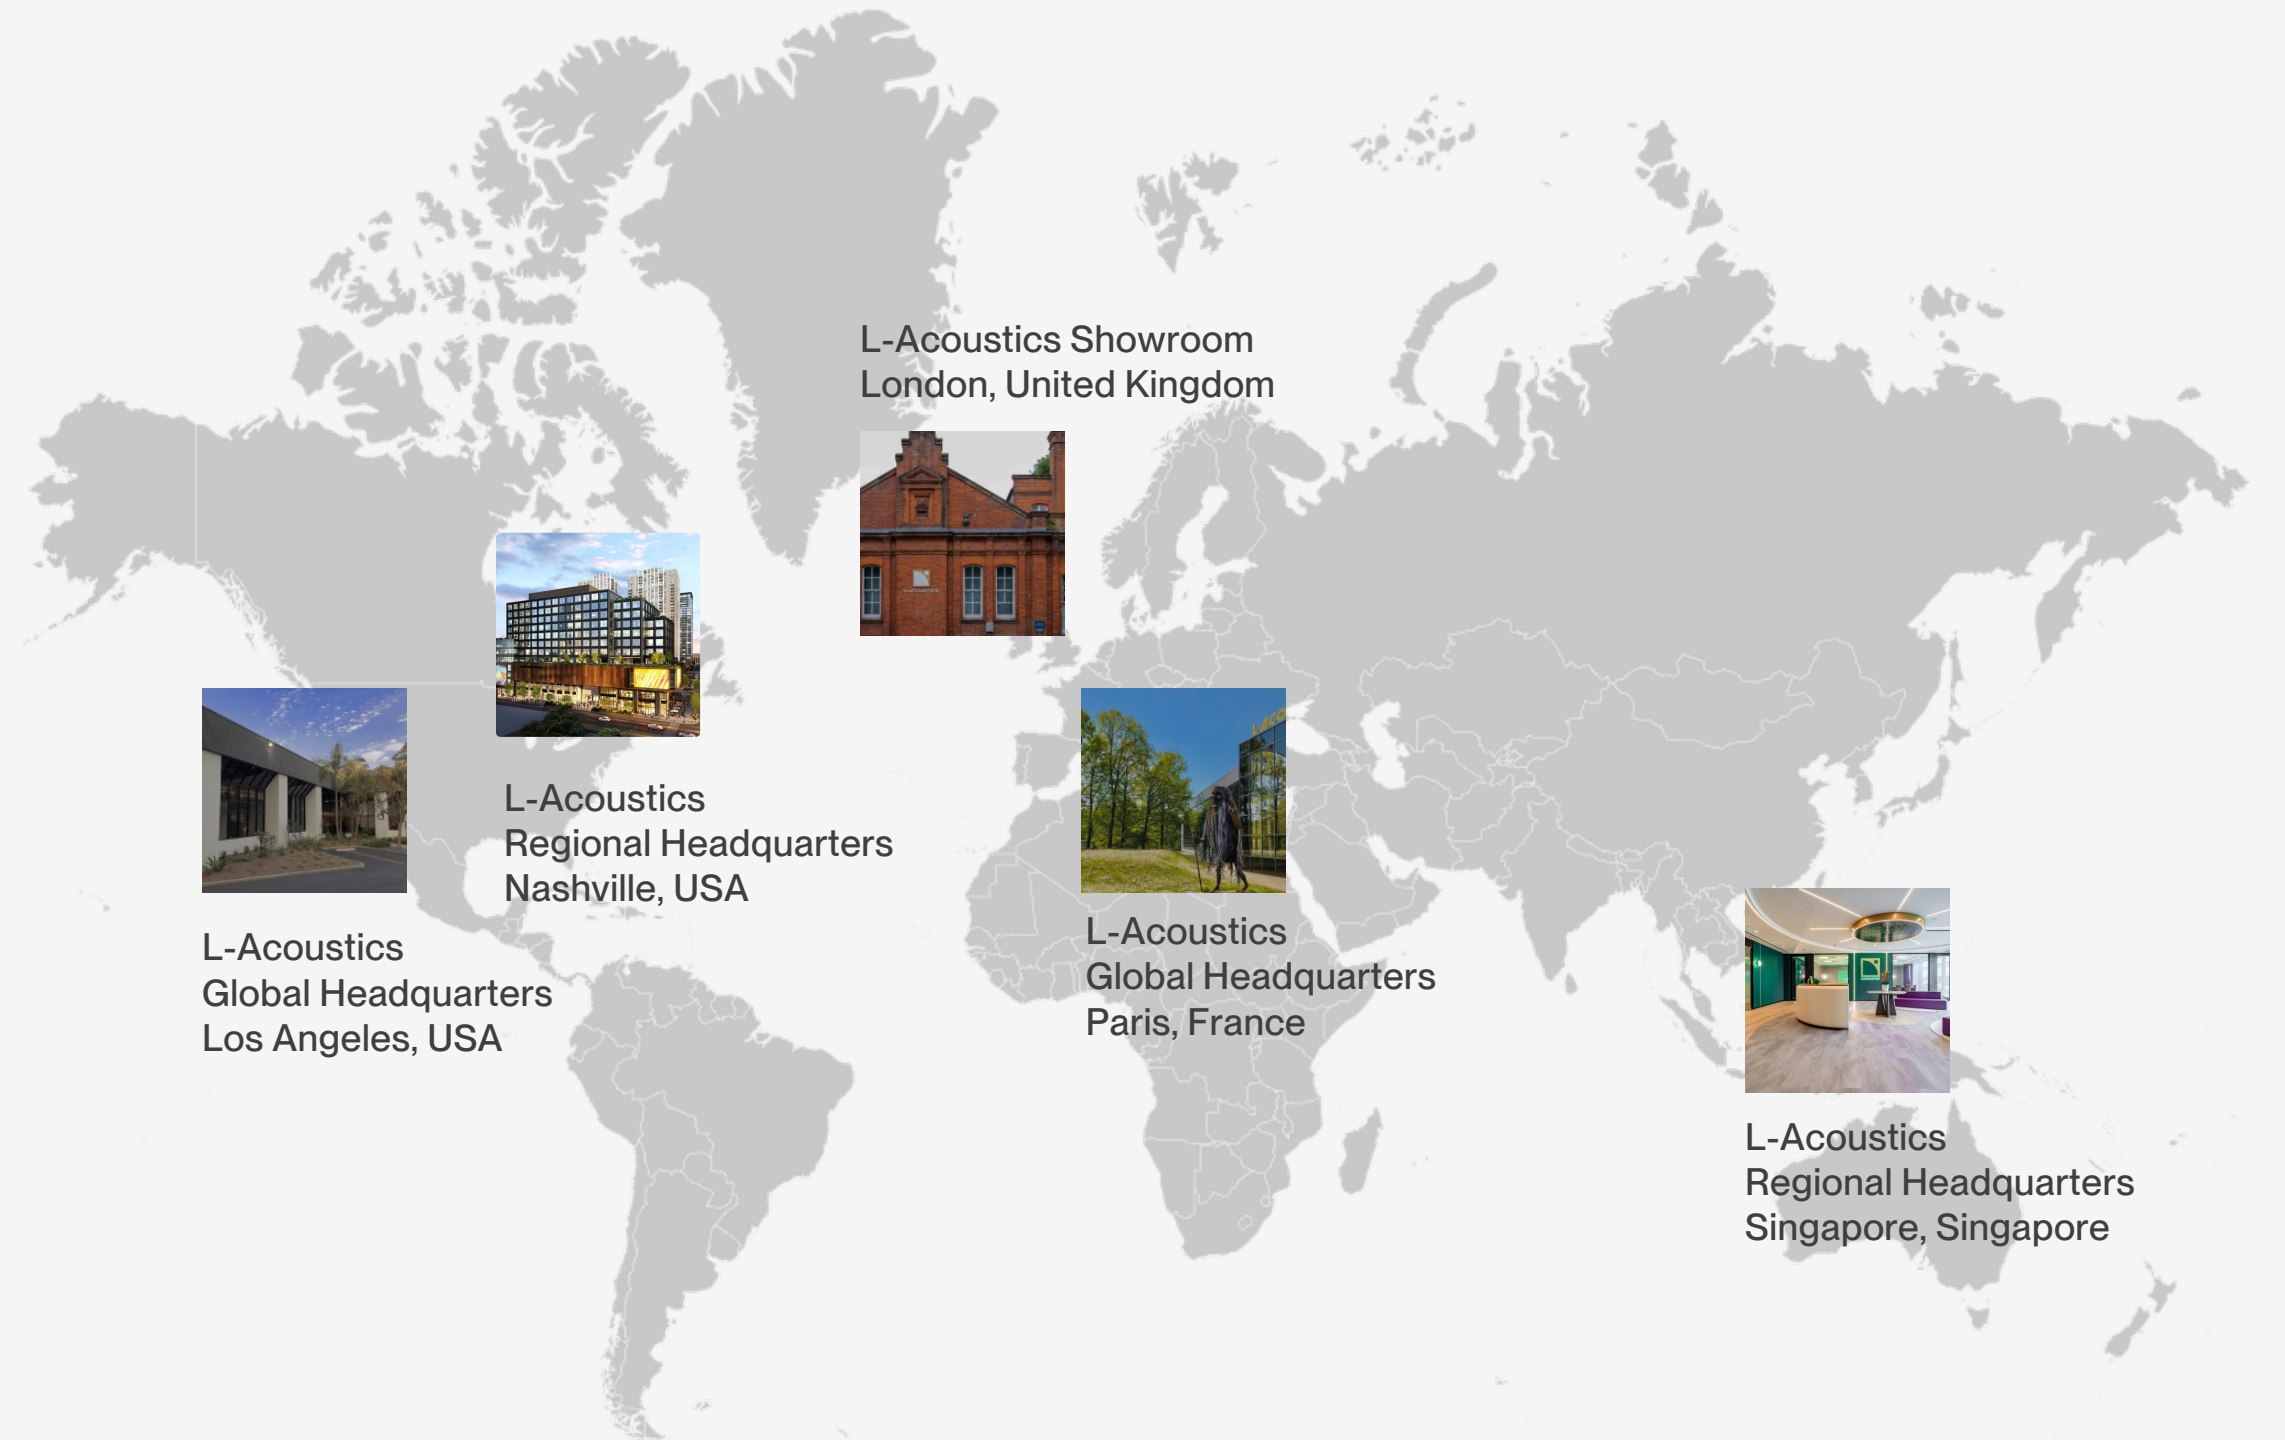 L-Acoustics Showroom
London, United Kingdom
L-Acoustics
Regional Headquarters
Nashville, USA
L-Acoustics
Global Headquarters
Los Angeles, USA
L-Acoustics
Global Headquarters
Paris, France
L-Acoustics
Regional Headquarters
Singapore, Singapore